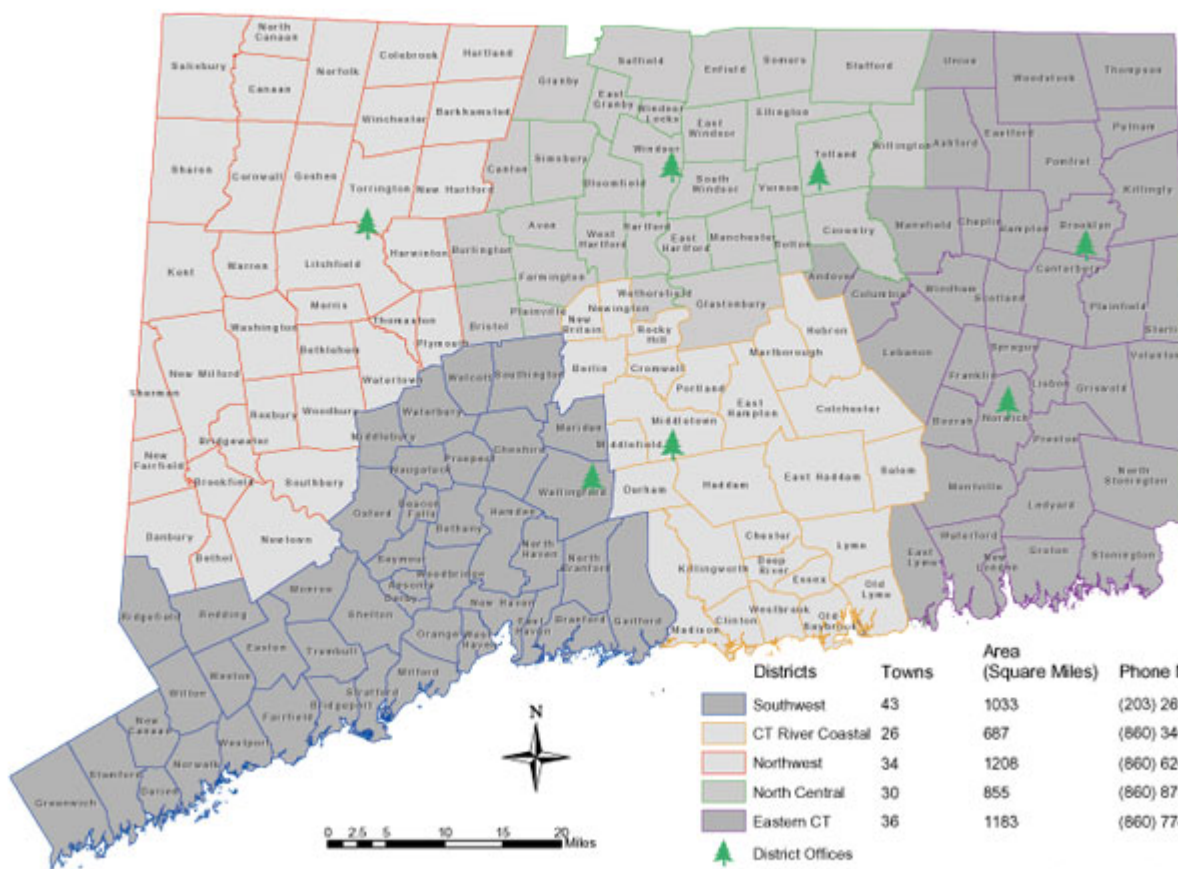 North
Canaan
Salisbury
Canaan
Norfolk
Colebrook
Hartland
Winchester
Barkhamsted
Sharon
Cornwall
Goshen
Torrington
New Hartford
Kent
Warren
Litchfield
Harwinton
Morris
Washington
Bethlehem
Thomaston
Plymouth
Watertown
New Milford
Sherman
Roxbury
Woodbury
Bridgewater
New
Fairfield
Brookfield
Southbury
Danbury
Bethel
Newtown
Granby
Suffield
Enfield
Somers
Stafford
East
Granby
Windsor
Locks
East
Windsor
Ellington
Canton
Simsbury
Bloomfield
Windsor
South
Windsor
Vernon
Tolland
Willington
Burlington
Avon
West
Hartford
Hartford
East
Hartford
Manchester
Bolton
Coventry
Farmington
Plainville
Bristol
Glastonbury
Union
Woodstock
Thompson
Ashford
Eastford
Pomfret
Putnam
Killingly
Mansfield
Chaplin
Hampton
Brooklyn
Andover
Columbia
Windham
Scotland
Canterbury
Plainfield
Sterli
Lebanon
Sprague
Franklin
Lisbon
Griswold
Volunto
Bozrah
Norwich
Preston
North
Stonington
Montville
Ledyard
East
Lyme
Waterford
New
London
Groton
Stonington
Wethersfield
Newington
New
Britain
Rocky
Hill
Berlin
Cromwell
Portland
Marlborough
Hebron
East
Hampton
Colchester
Middletown
Middlefield
Durham
Haddam
East Haddam
Salem
Chester
Deep
River
Lyme
Killingworth
Essex
Old
Lyme
Westbrook
Clinton
Old
Saybrook
Madison
Wolcott
Southington
Waterbury
Middlebury
Cheshire
Meriden
Prospect
Naugatuck
Wallingford
Oxford
Beacon
Falls
Bethany
Hamden
North
Haven
North
Branford
Seymour
Woodbridge
Ansonia
Derby
New Haven
East
Haven
Branford
Guilford
Monroe
Shelton
Orange
West
Haven
Milford
Ridgefield
Redding
Easton
Trumbull
Stratford
Bridgeport
Wilton
Weston
Fairfield
New
Canaan
Westport
Norwalk
Stamford
Darien
Greenwich
N
0 2.5 5 10 15 20
Miles
Districts Towns Area (Square Miles) Phone
Southwest 43 1033 (203) 26
CT River Coastal 26 687 (860) 34
Northwest 34 1208 (860) 62
North Central 30 855 (860) 87
Eastern CT 36 1183 (860) 77
District Offices